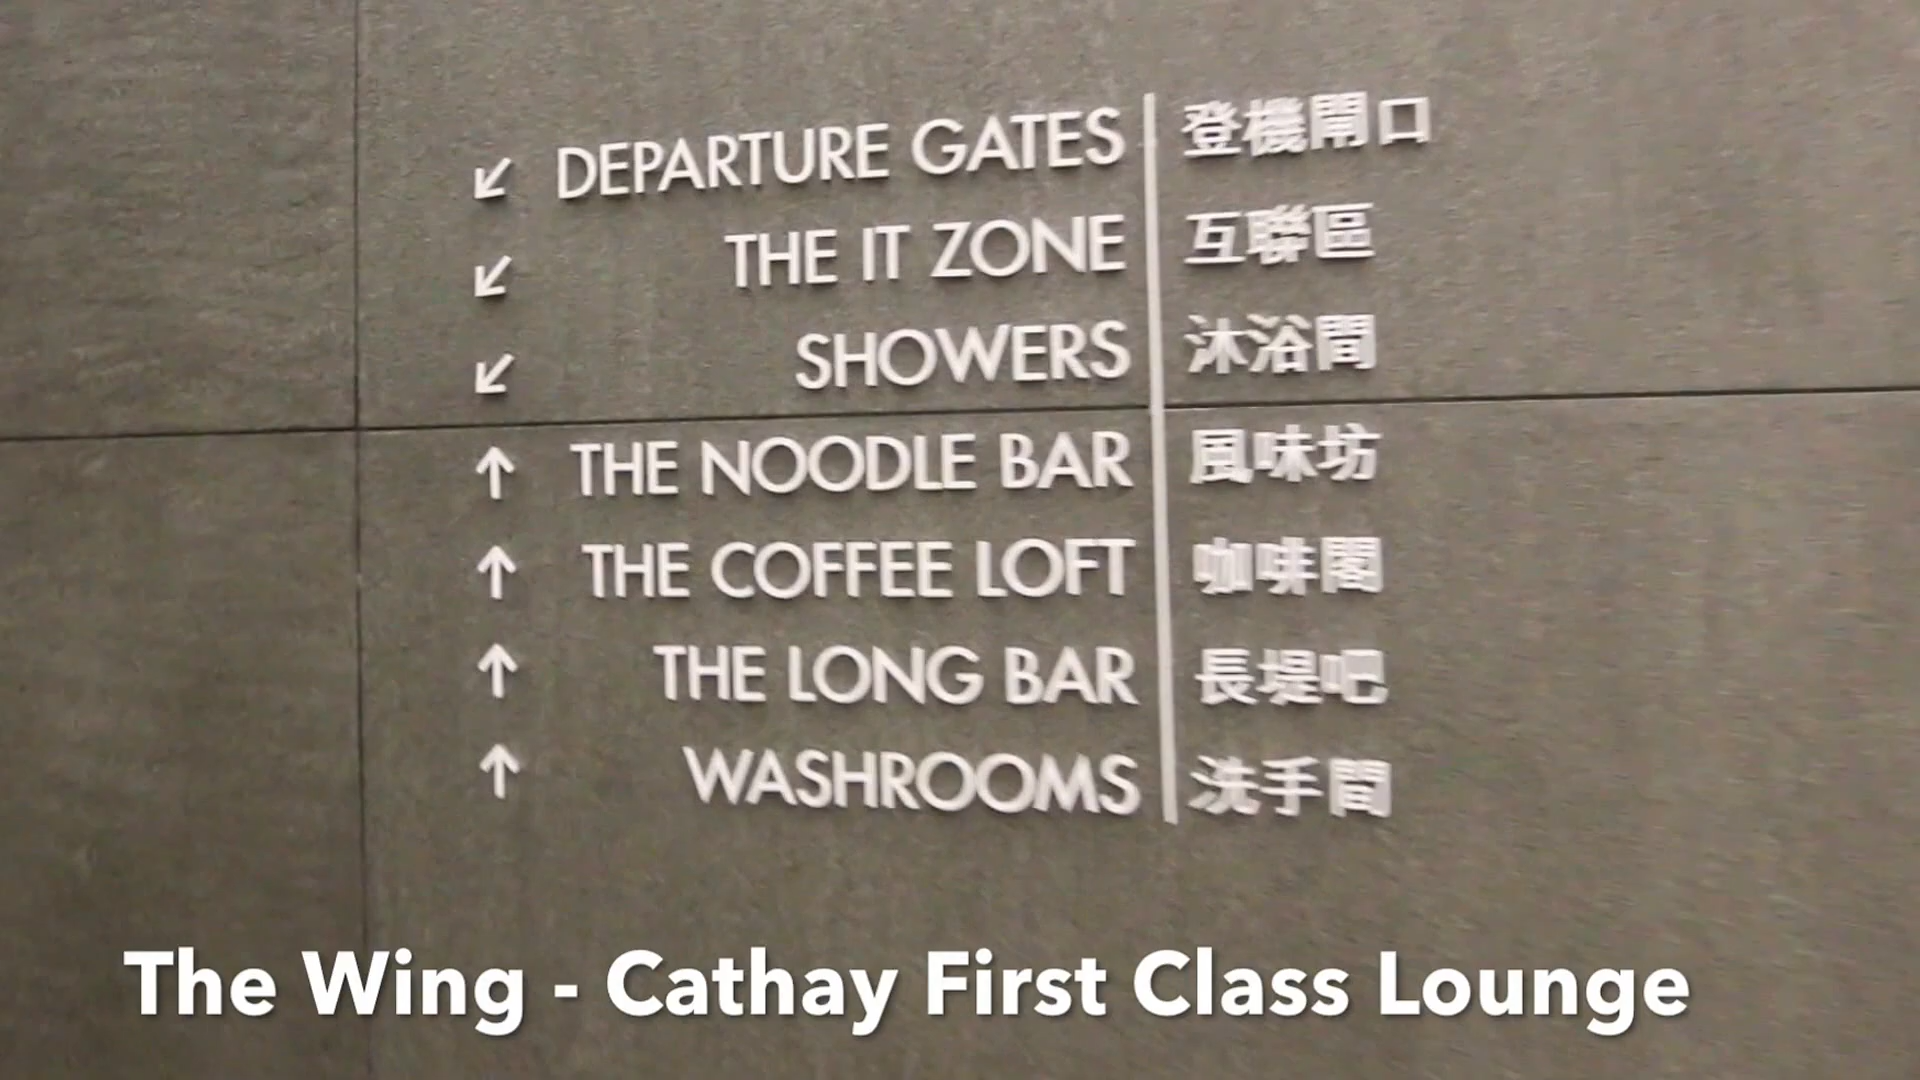 ↙ DEPARTURE GATES 登機閘口
↙ THE IT ZONE 互聯區
↙ SHOWERS 沐浴間
↑ THE NOODLE BAR 風味坊
↑ THE COFFEE LOFT 咖啡閣
↑ THE LONG BAR 長堤吧
↑ WASHROOMS 洗手間
The Wing - Cathay First Class Lounge